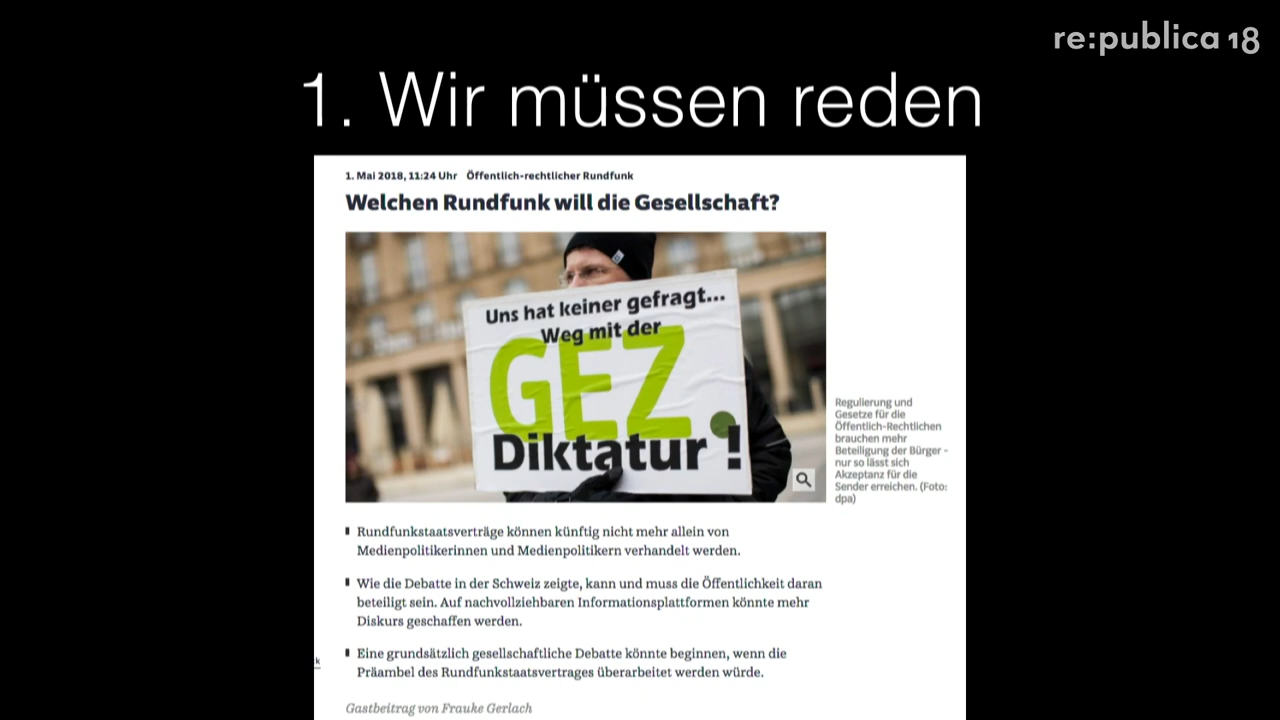 re:publica 18
1. Wir müssen reden
1. Mai 2018, 11:24 Uhr Öffentlich-rechtlicher Rundfunk
Welchen Rundfunk will die Gesellschaft?
Uns hat keiner gefragt...
Weg mit der
GEZ
Diktatur !
Regulierung und
Gesetze für die
Öffentlich-Rechtlichen
brauchen mehr
Beteiligung der Bürger -
nur so lässt sich
Akzeptanz für die
Sender erreichen. (Foto:
dpa)
Rundfunkstaatsverträge können künftig nicht mehr allein von
Medienpolitikerinnen und Medienpolitikern verhandelt werden.
Wie die Debatte in der Schweiz zeigte, kann und muss die Öffentlichkeit daran
beteiligt sein. Auf nachvollziehbaren Informationsplattformen könnte mehr
Diskurs geschaffen werden.
Eine grundsätzlich gesellschaftliche Debatte könnte beginnen, wenn die
k
Präambel des Rundfunkstaatsvertrages überarbeitet werden würde.
Gastbeitrag von Frauke Gerlach